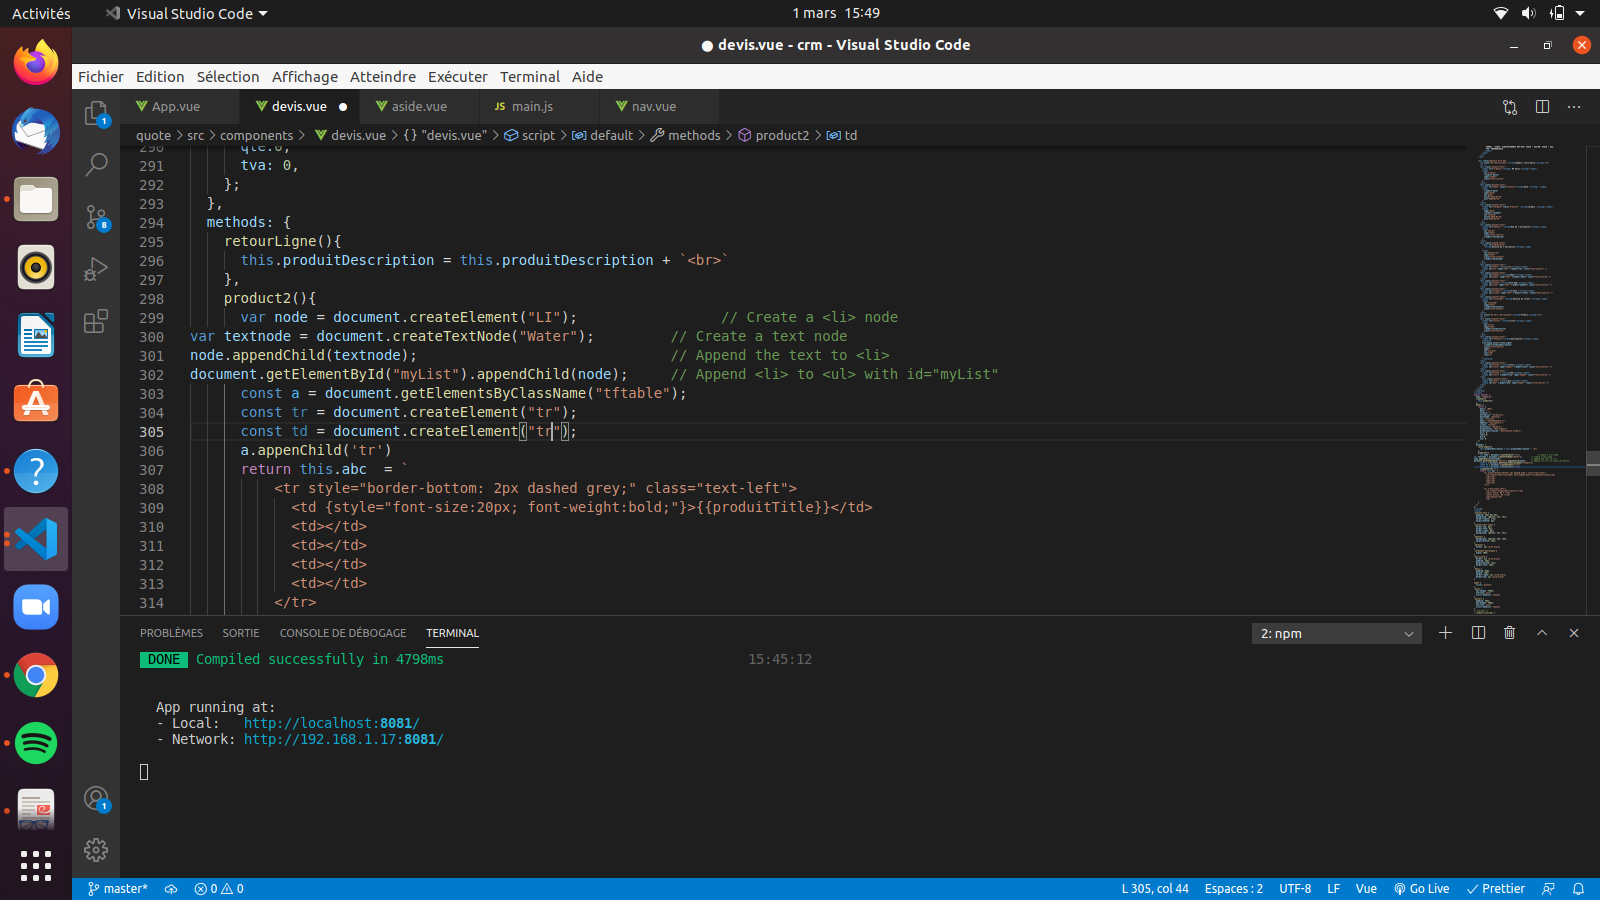 Activités Visual Studio Code 1 mars 15:49
devis.vue - crm - Visual Studio Code
Fichier Edition Sélection Affichage Atteindre Exécuter Terminal Aide
App.vue devis.vue aside.vue JS main.js nav.vue
quote > src > components > devis.vue > {} "devis.vue" > script > default > methods > product2 > td
290 qte:0,
291 tva: 0,
292 };
293 },
294 methods: {
295 retourLigne(){
296 this.produitDescription = this.produitDescription + `<br>`
297 },
298 product2(){
299 var node = document.createElement("LI"); // Create a <li> node
300 var textnode = document.createTextNode("Water"); // Create a text node
301 node.appendChild(textnode); // Append the text to <li>
302 document.getElementById("myList").appendChild(node); // Append <li> to <ul> with id="myList"
303 const a = document.getElementsByClassName("tftable");
304 const tr = document.createElement("tr");
305 const td = document.createElement("tr");
306 a.appenChild('tr')
307 return this.abc = `
308 <tr style="border-bottom: 2px dashed grey;" class="text-left">
309 <td {style="font-size:20px; font-weight:bold;"}>{{produitTitle}}</td>
310 <td></td>
311 <td></td>
312 <td></td>
313 <td></td>
314 </tr>
PROBLÈMES SORTIE CONSOLE DE DÉBOGAGE TERMINAL 2: npm
DONE Compiled successfully in 4798ms 15:45:12
App running at:
- Local: http://localhost:8081/
- Network: http://192.168.1.17:8081/
master* 0 0 L 305, col 44 Espaces : 2 UTF-8 LF Vue Go Live Prettier
1
8
1